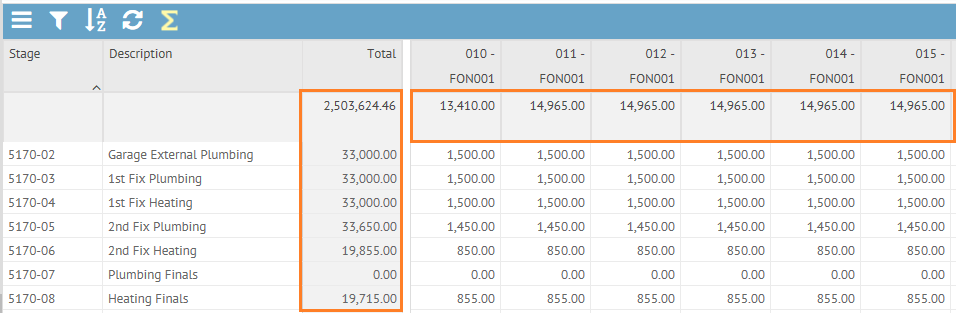 A Z Σ
Stage Description Total 010 - 011 - 012 - 013 - 014 - 015 -
FON001 FON001 FON001 FON001 FON001 FON001
2,503,624.46 13,410.00 14,965.00 14,965.00 14,965.00 14,965.00 14,965.00
5170-02 Garage External Plumbing 33,000.00 1,500.00 1,500.00 1,500.00 1,500.00 1,500.00 1,500.00
5170-03 1st Fix Plumbing 33,000.00 1,500.00 1,500.00 1,500.00 1,500.00 1,500.00 1,500.00
5170-04 1st Fix Heating 33,000.00 1,500.00 1,500.00 1,500.00 1,500.00 1,500.00 1,500.00
5170-05 2nd Fix Plumbing 33,650.00 1,450.00 1,450.00 1,450.00 1,450.00 1,450.00 1,450.00
5170-06 2nd Fix Heating 19,855.00 850.00 850.00 850.00 850.00 850.00 850.00
5170-07 Plumbing Finals 0.00 0.00 0.00 0.00 0.00 0.00 0.00
5170-08 Heating Finals 19,715.00 855.00 855.00 855.00 855.00 855.00 855.00